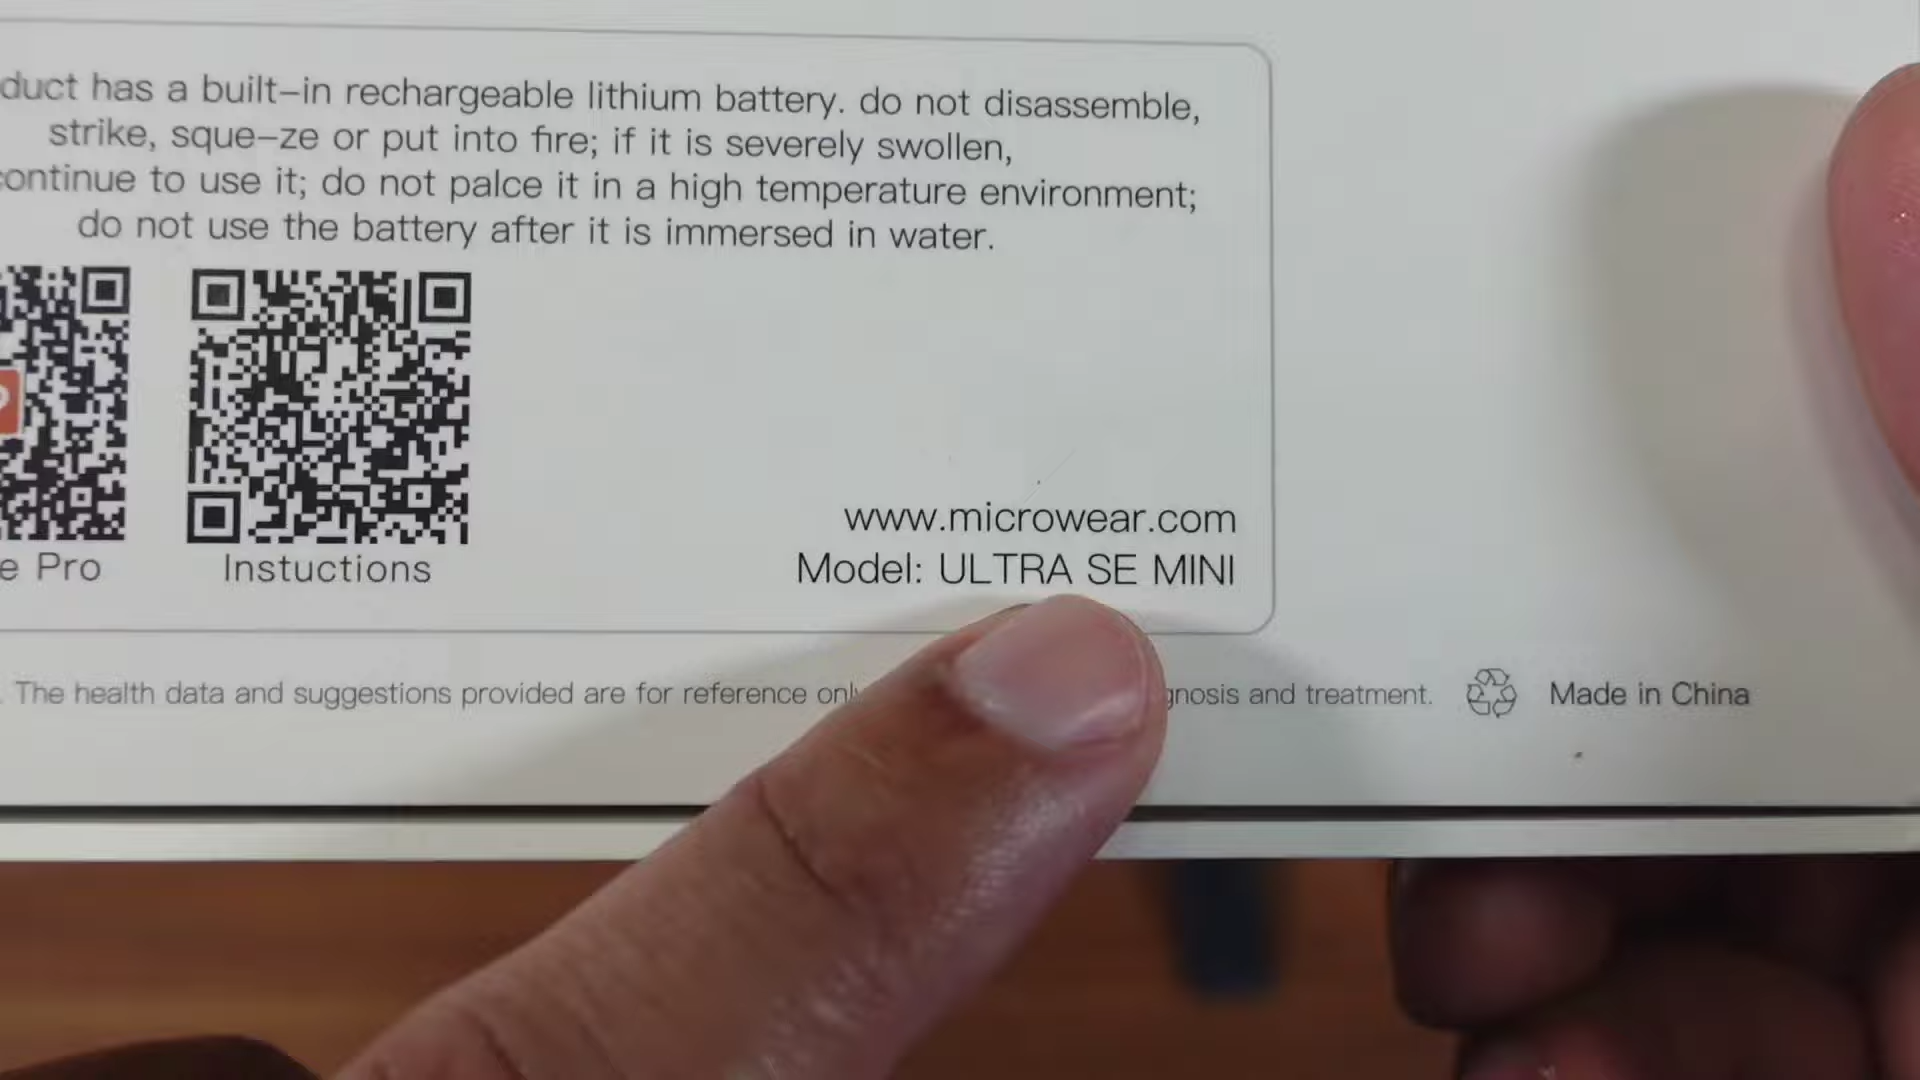 duct has a built-in rechargeable lithium battery. do not disassemble,
strike, sque-ze or put into fire; if it is severely swollen,
continue to use it; do not palce it in a high temperature environment;
do not use the battery after it is immersed in water.
www.microwear.com
e Pro
Instuctions
Model: ULTRA SE MINI
. The health data and suggestions provided are for reference only gnosis and treatment.
Made in China